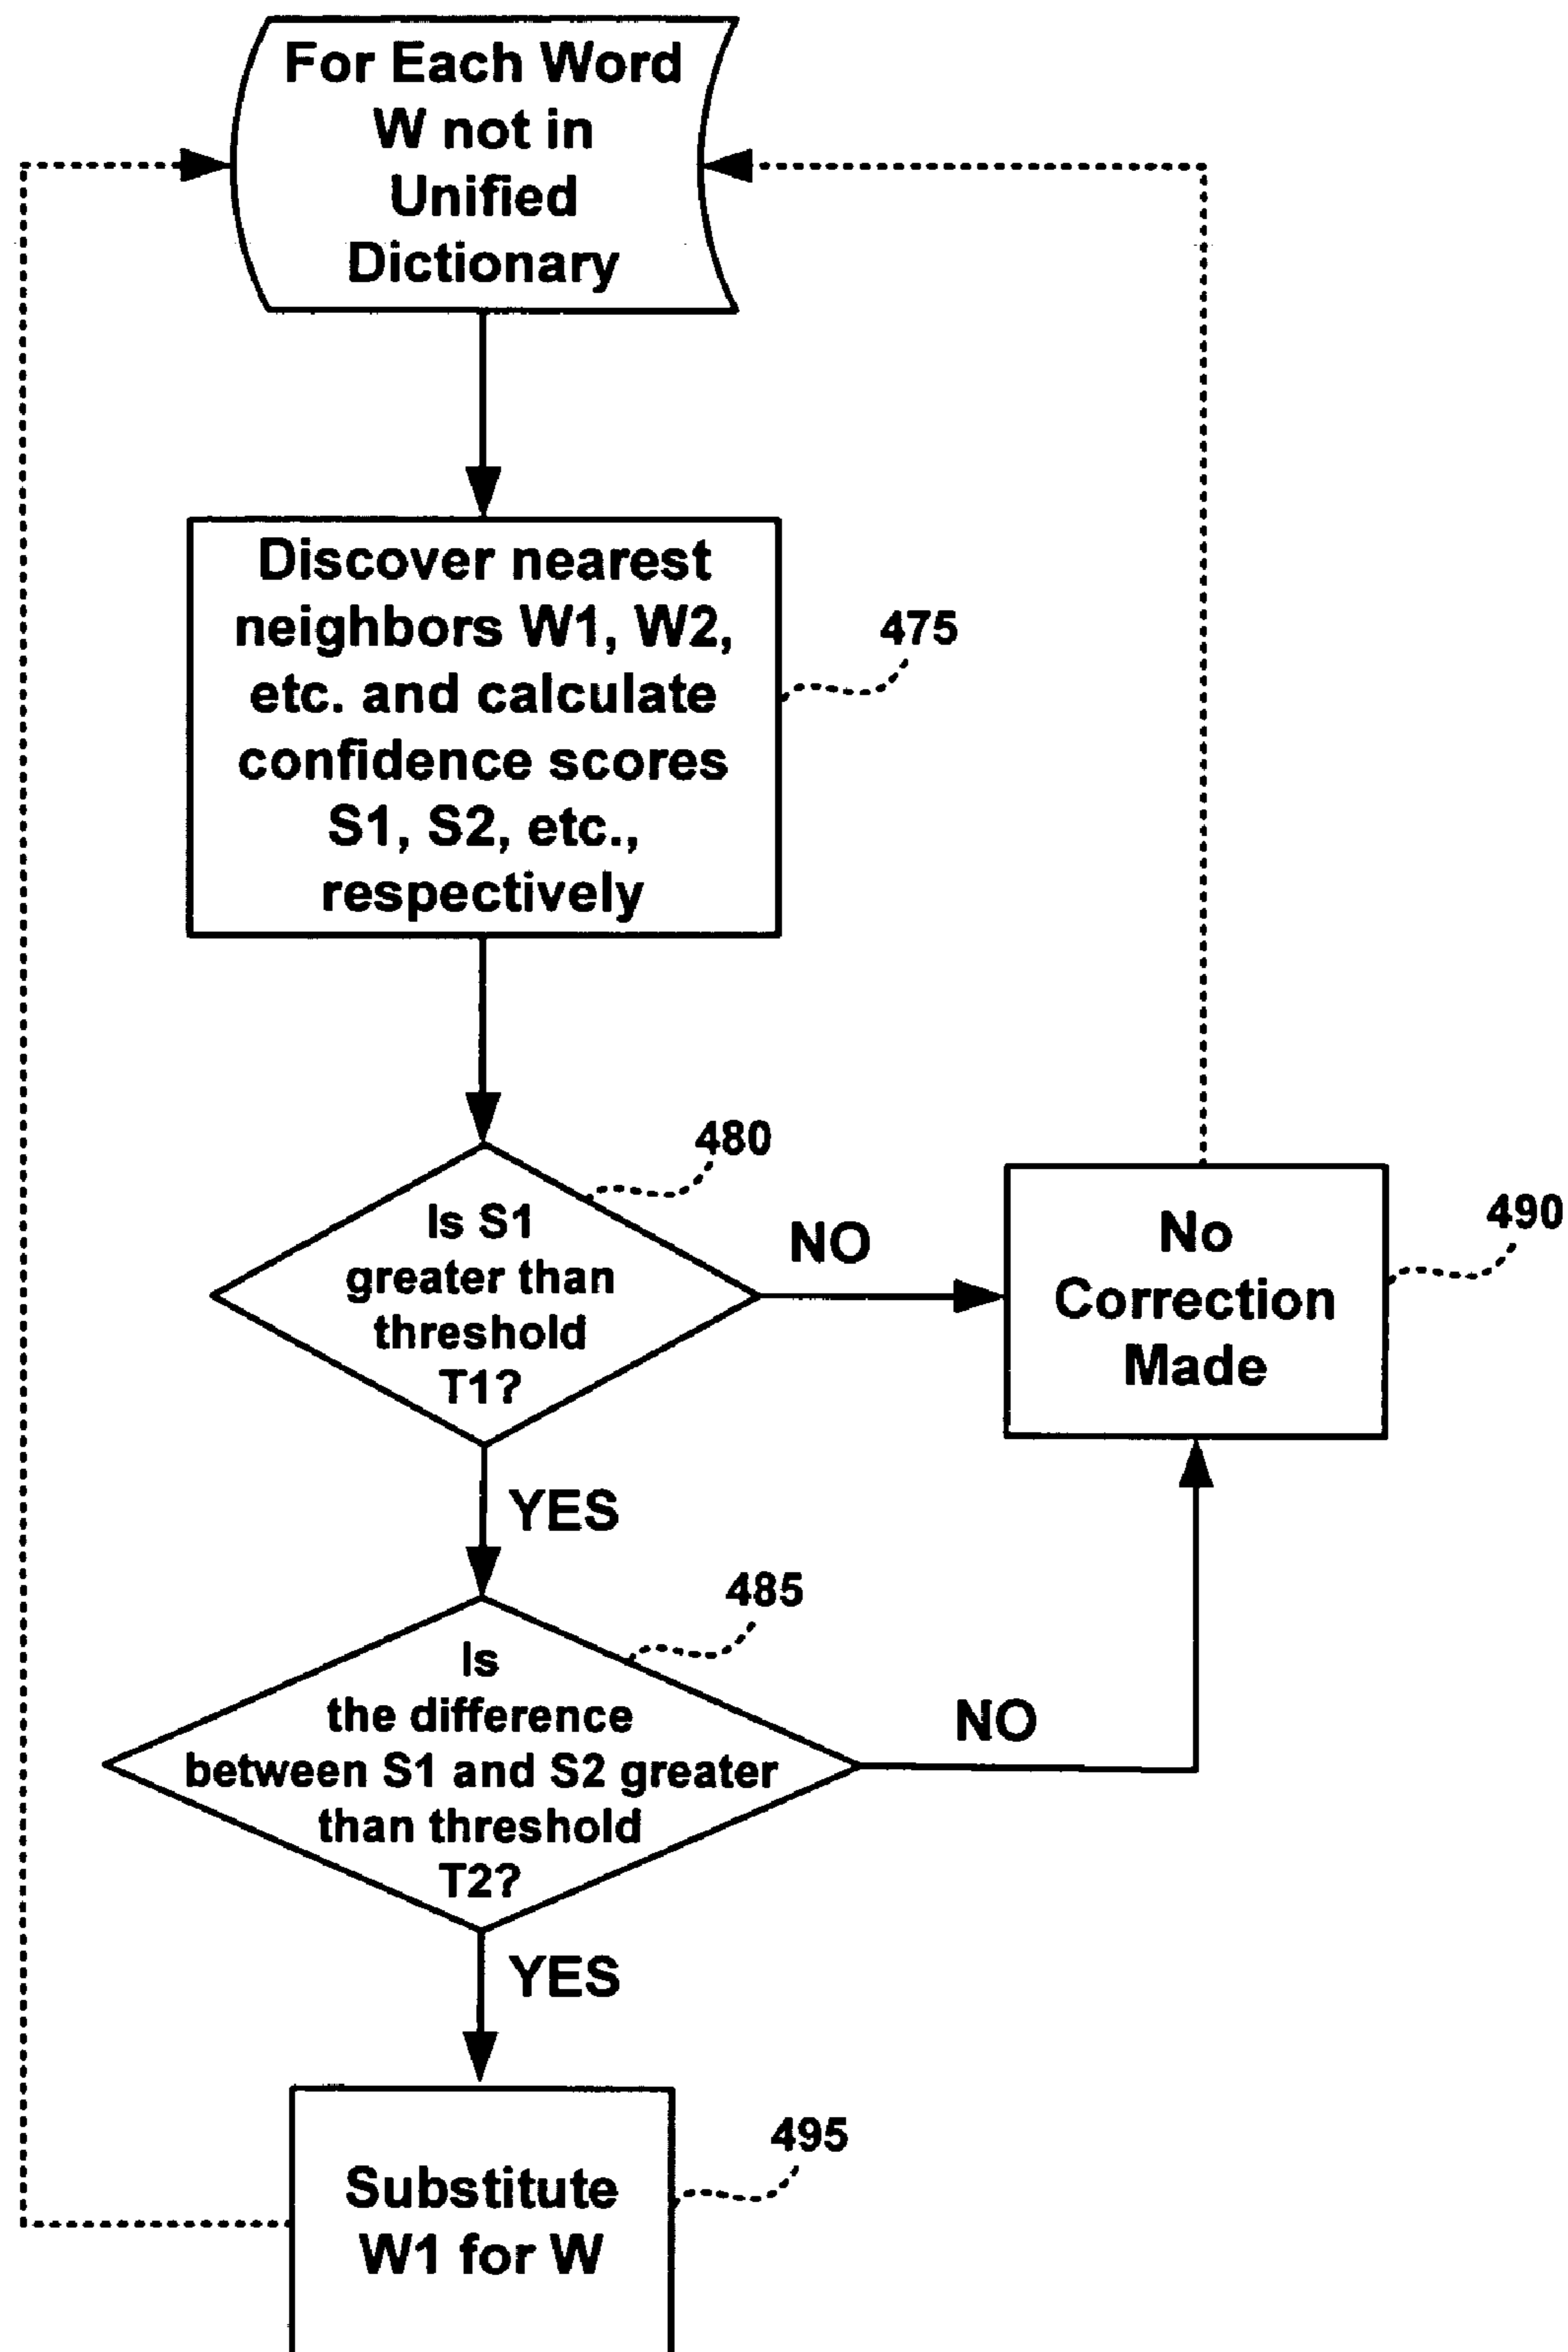 For Each Word
W not in
Unified
Dictionary
Discover nearest
neighbors W1, W2,
etc. and calculate
confidence scores
S1, S2, etc.,
respectively
475
Is S1
greater than
threshold
T1?
480
NO
No
Correction
Made
490
YES
Is
the difference
between S1 and S2 greater
than threshold
T2?
485
NO
YES
Substitute
W1 for W
495